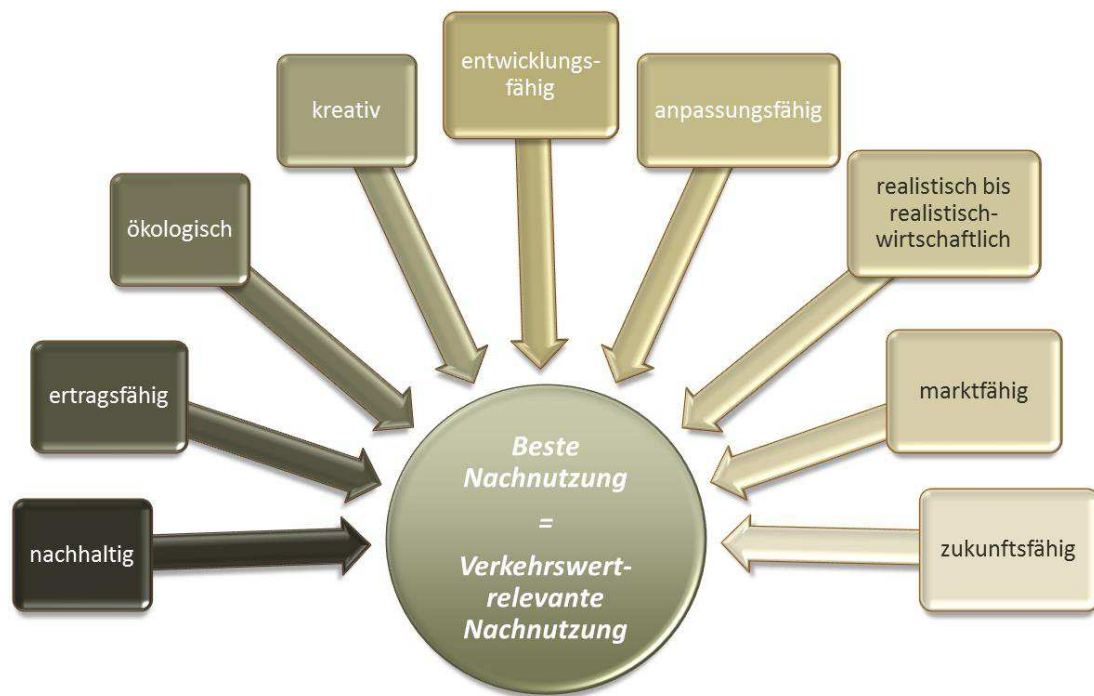 entwicklungs-
fähig
kreativ
anpassungsfähig
ökologisch
realistisch bis
realistisch-
wirtschaftlich
ertragsfähig
marktfähig
nachhaltig
zukunftsfähig
Beste
Nachnutzung
=
Verkehrswert-
relevante
Nachnutzung